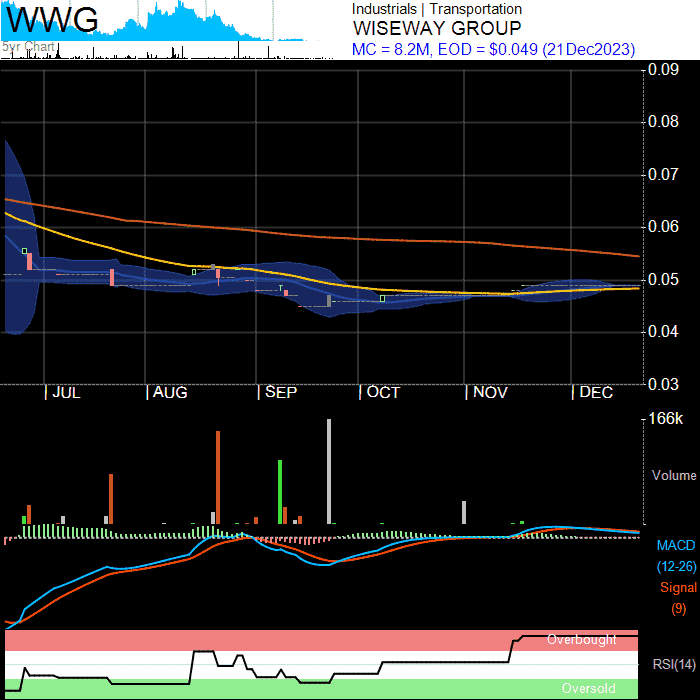 WWG
5yr Chart
Industrials | Transportation
WISEWAY GROUP
MC = 8.2M, EOD = $0.049 (21Dec2023)
0.09
0.08
0.07
0.06
0.05
0.04
0.03
| JUL | AUG | SEP | OCT | NOV | DEC
166k
Volume
MACD
(12-26)
Signal
(9)
Overbought
RSI(14)
Oversold